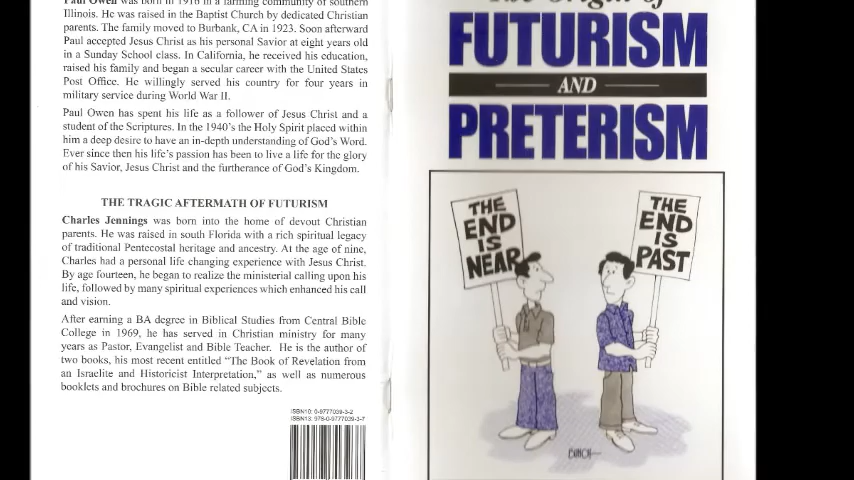 Paul Owen was born in 1916 in a farming community of southern
Illinois. He was raised in the Baptist Church by dedicated Christian
parents. The family moved to Burbank, CA in 1923. Soon afterward
Paul accepted Jesus Christ as his personal Savior at eight years old
in a Sunday School class. In California, he received his education,
raised his family and began a secular career with the United States
Post Office. He willingly served his country for four years in
military service during World War II.
Paul Owen has spent his life as a follower of Jesus Christ and a
student of the Scriptures. In the 1940's the Holy Spirit placed within
him a deep desire to have an in-depth understanding of God's Word.
Ever since then his life's passion has been to live a life for the glory
of his Savior, Jesus Christ and the furtherance of God's Kingdom.
THE TRAGIC AFTERMATH OF FUTURISM
Charles Jennings was born into the home of devout Christian
parents. He was raised in south Florida with a rich spiritual legacy
of traditional Pentecostal heritage and ancestry. At the age of nine,
Charles had a personal life changing experience with Jesus Christ.
By age fourteen, he began to realize the ministerial calling upon his
life, followed by many spiritual experiences which enhanced his call
and vision.
After earning a BA degree in Biblical Studies from Central Bible
College in 1969, he has served in Christian ministry for many
years as Pastor, Evangelist and Bible Teacher. He is the author of
two books, his most recent entitled "The Book of Revelation from
an Israelite and Historicist Interpretation," as well as numerous
booklets and brochures on Bible related subjects.
ISBN10: 0-9777039-3-2
ISBN13: 978-0-9777039-3-7
The Origin of
FUTURISM
AND
PRETERISM
THE
END
IS
NEAR
THE
END
IS
PAST
BUNCH